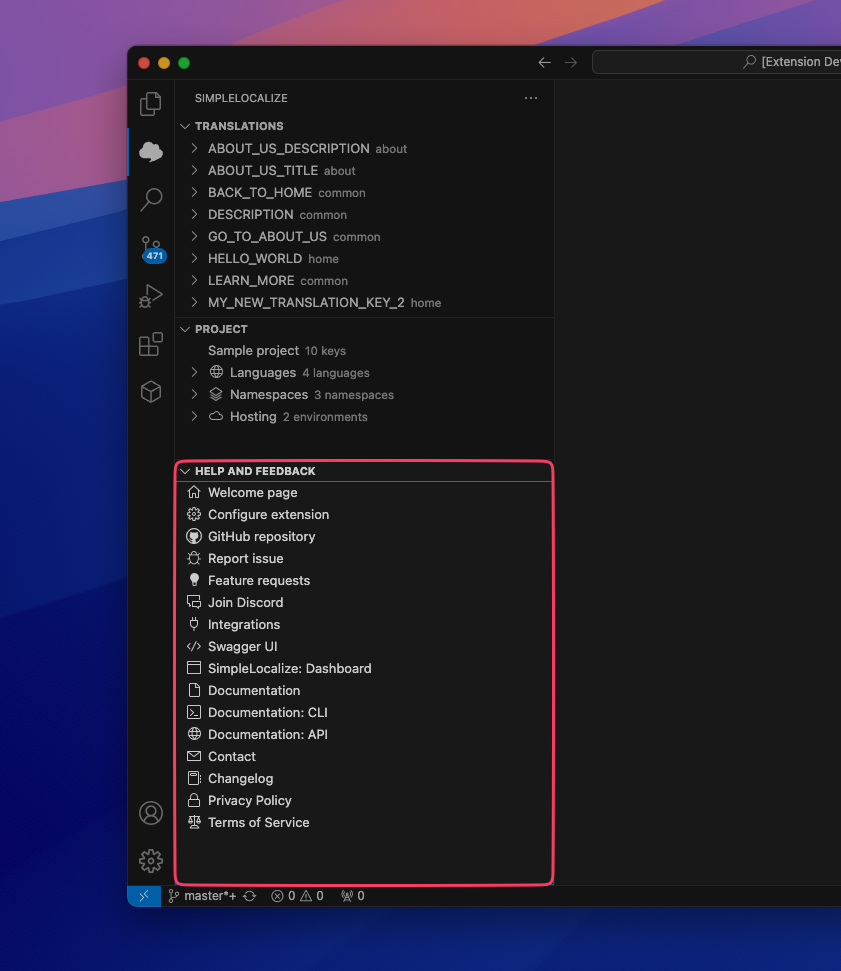 [Extension Dev
SIMPLELOCALIZE
TRANSLATIONS
ABOUT_US_DESCRIPTION about
ABOUT_US_TITLE about
BACK_TO_HOME common
DESCRIPTION common
GO_TO_ABOUT_US common
HELLO_WORLD home
LEARN_MORE common
MY_NEW_TRANSLATION_KEY_2 home
471
PROJECT
Sample project 10 keys
Languages 4 languages
Namespaces 3 namespaces
Hosting 2 environments
HELP AND FEEDBACK
Welcome page
Configure extension
GitHub repository
Report issue
Feature requests
Join Discord
Integrations
Swagger UI
SimpleLocalize: Dashboard
Documentation
Documentation: CLI
Documentation: API
Contact
Changelog
Privacy Policy
Terms of Service
master*+ 0 0 0